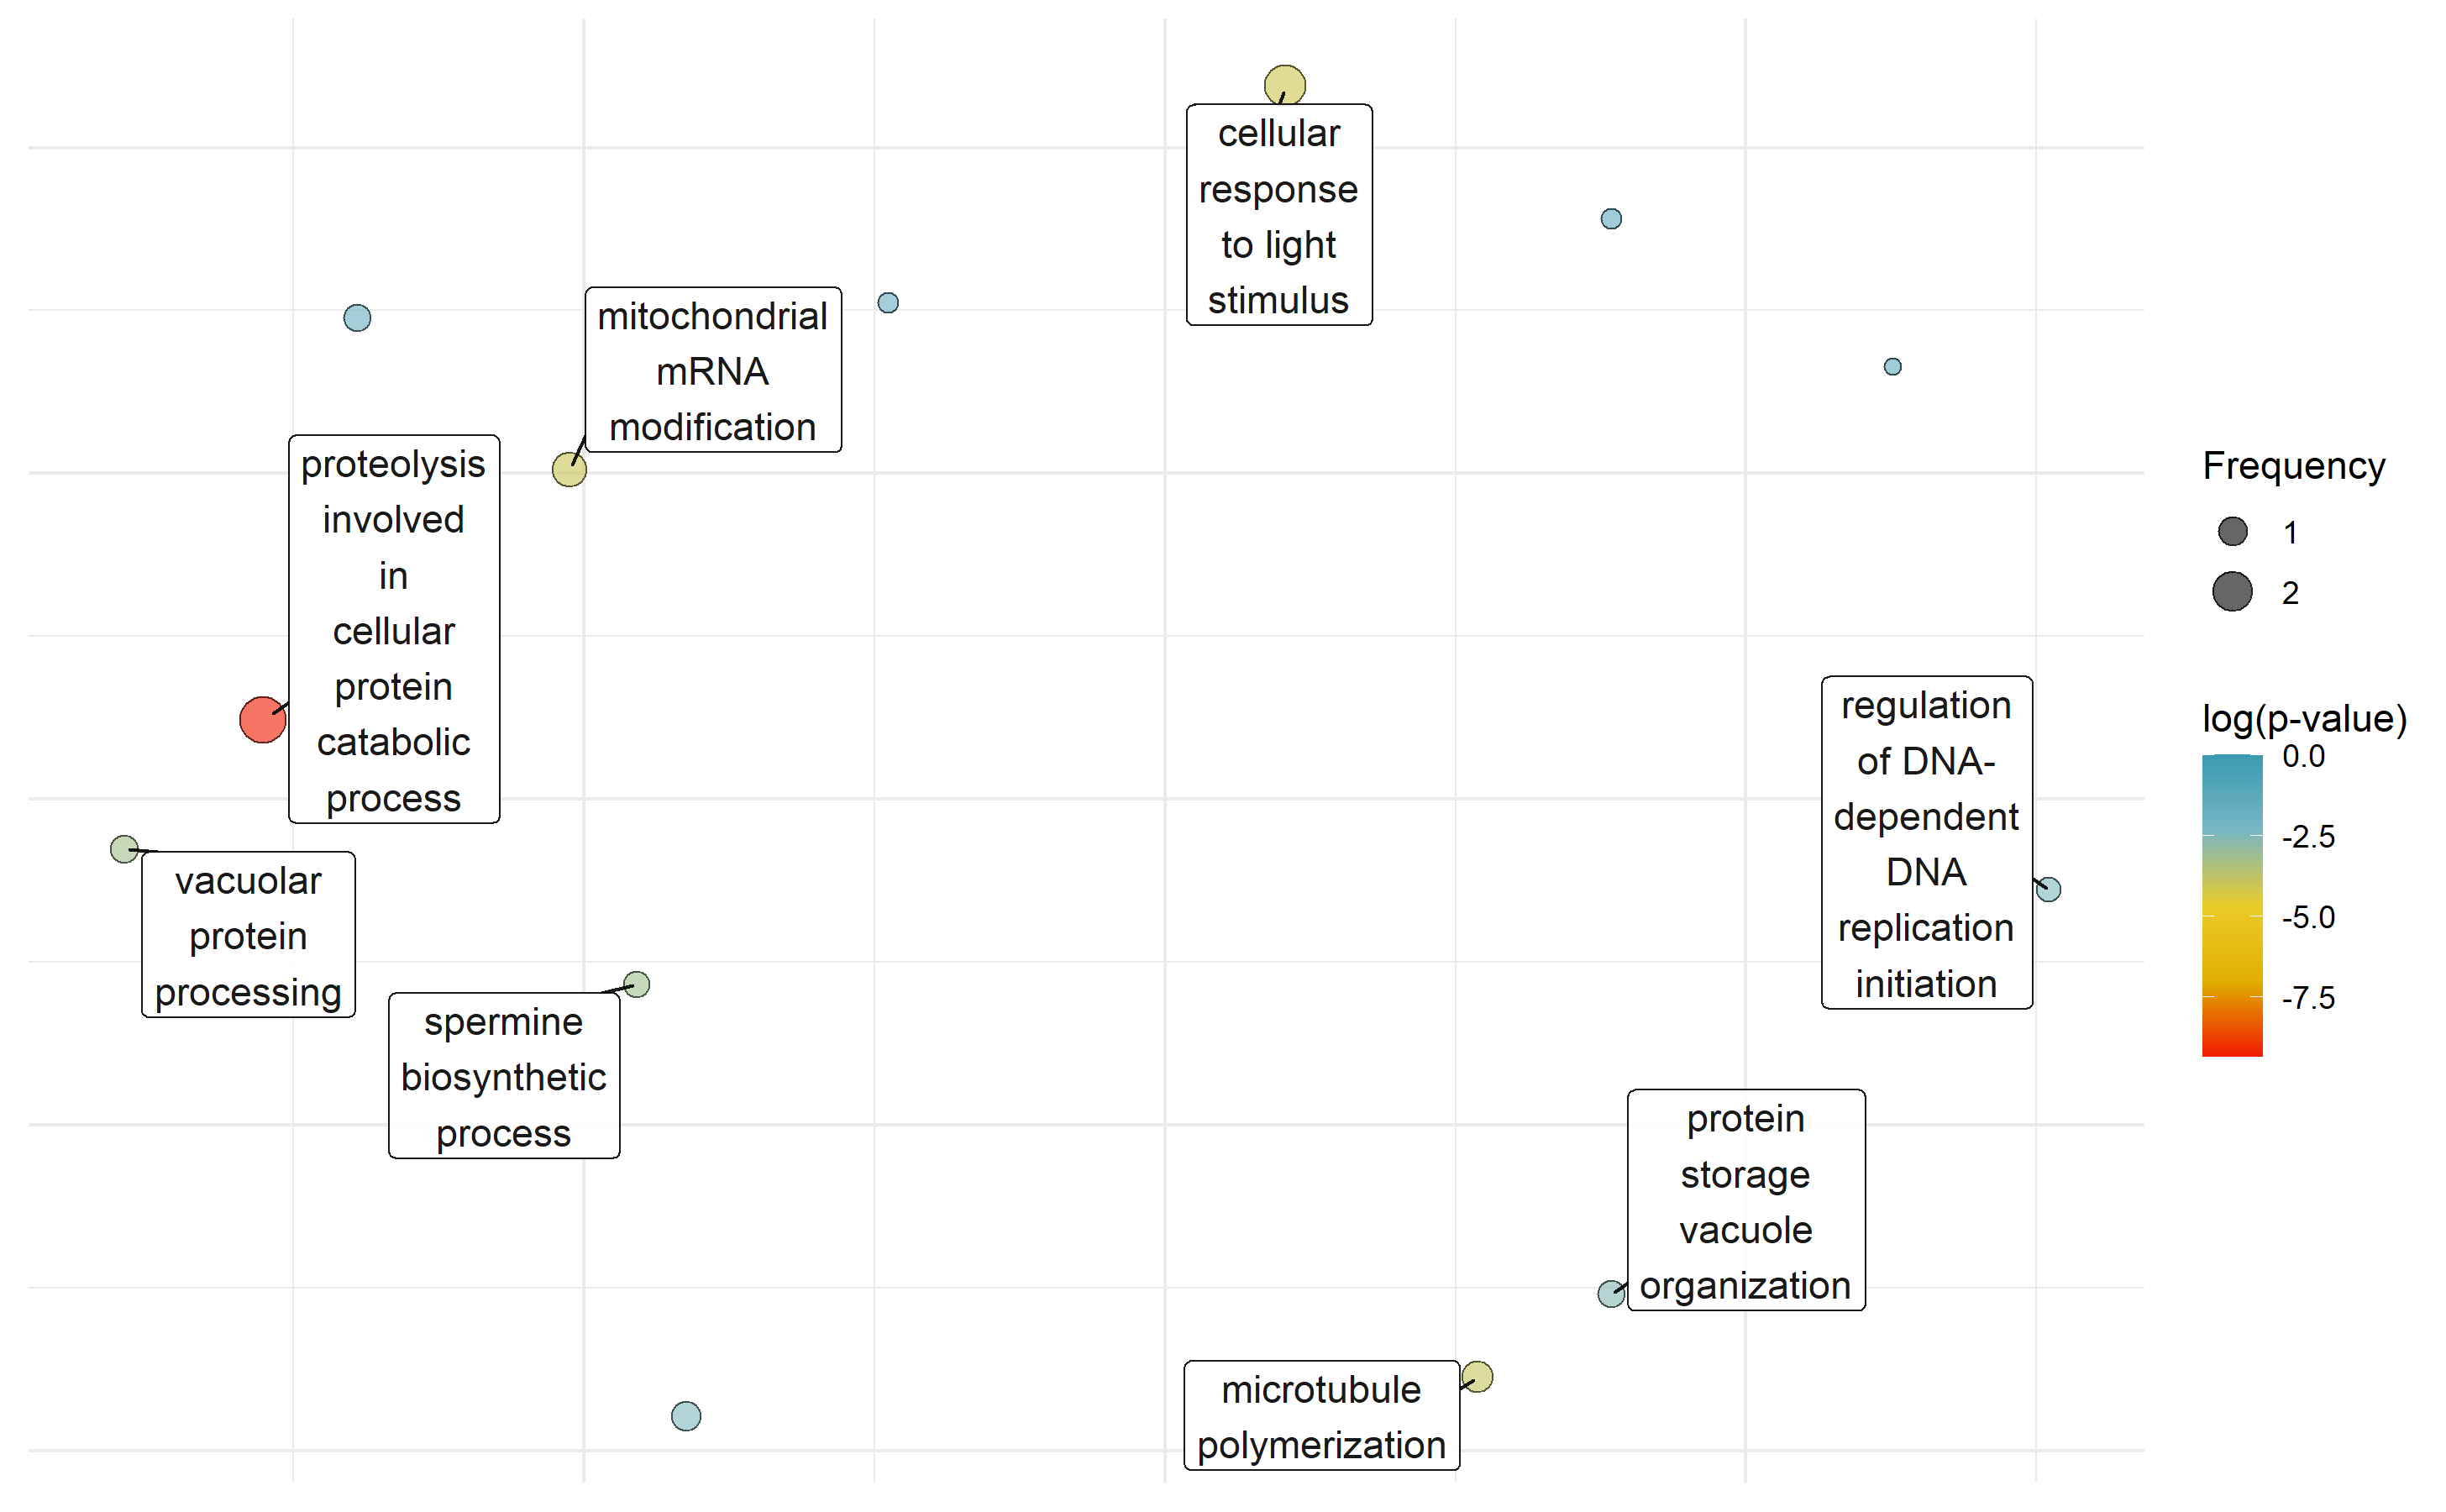 cellular
response
to light
stimulus
mitochondrial
mRNA
modification
proteolysis
involved
in
cellular
protein
catabolic
process
vacuolar
protein
processing
spermine
biosynthetic
process
regulation
of DNA-
dependent
DNA
replication
initiation
protein
storage
vacuole
organization
microtubule
polymerization
Frequency
1
2
log(p-value)
0.0
-2.5
-5.0
-7.5